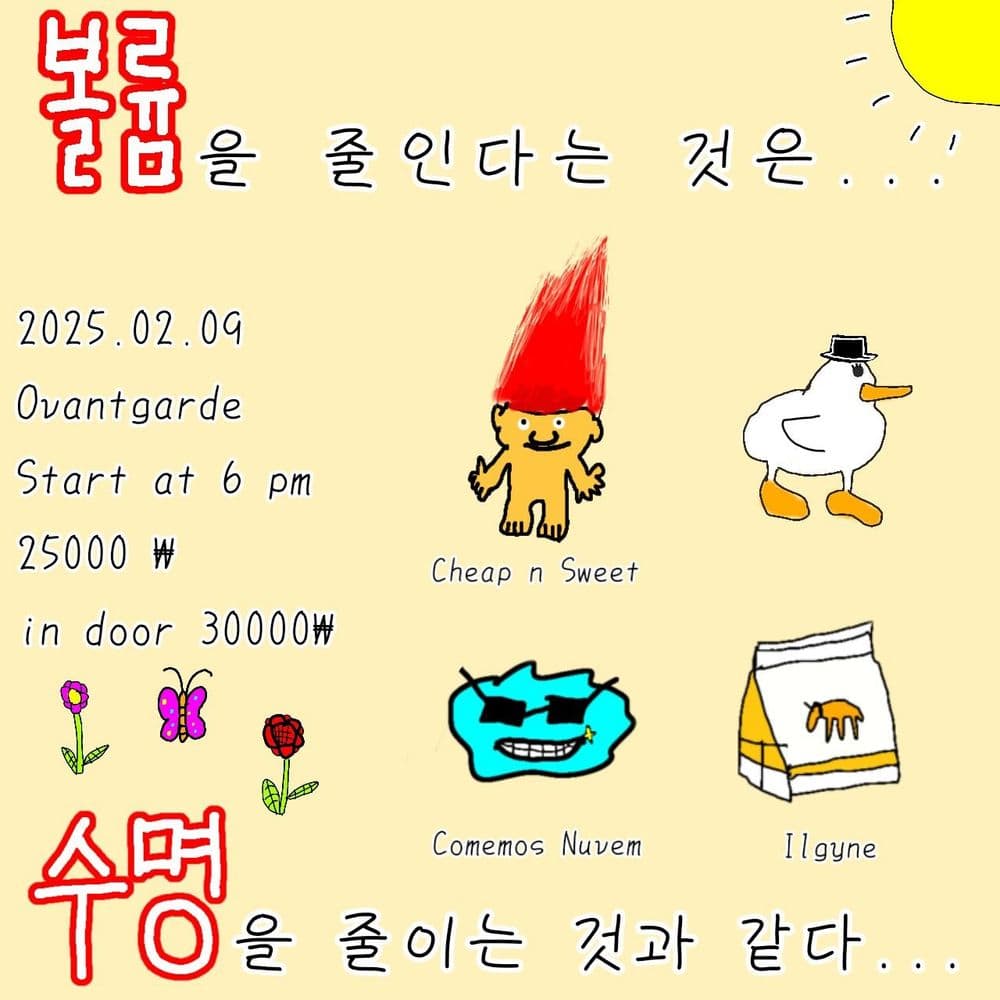 볼륨을 줄인다는 것은...
2025.02.09
Ovantgarde
Start at 6 pm
25000 ₩
in door 30000₩
Cheap n Sweet
Comemos Nuvem
Ilgyne
수명을 줄이는 것과 같다...